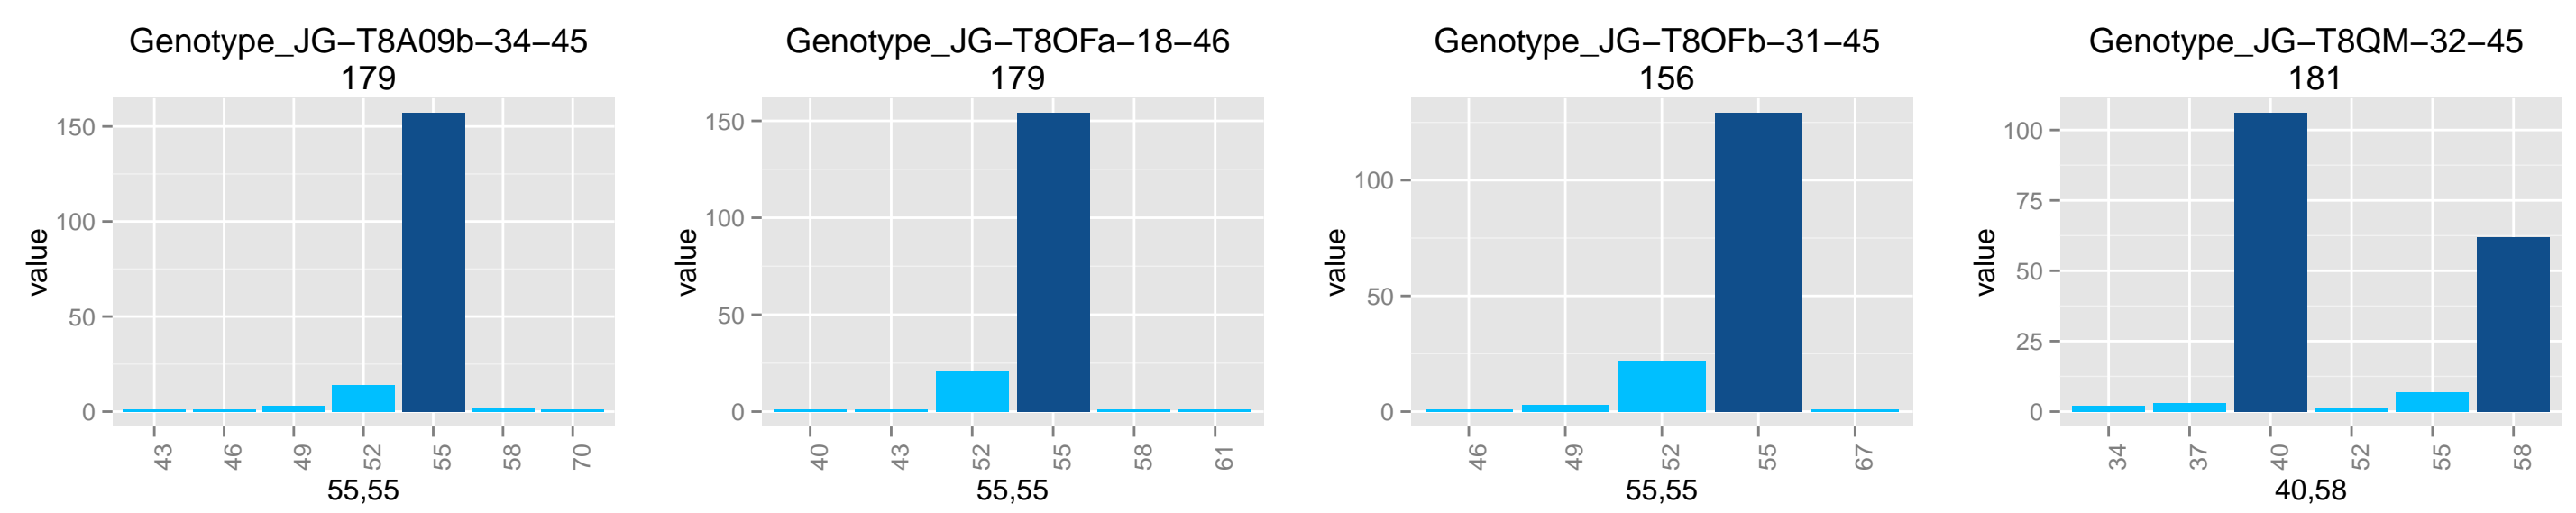 Genotype_JG−T8A09b−34−45
179
value
150
100
50
0
43 46 49 52 55 58 70
55,55
Genotype_JG−T8OFa−18−46
179
value
150
100
50
0
40 43 52 55 58 61
55,55
Genotype_JG−T8OFb−31−45
156
value
100
50
0
46 49 52 55 67
55,55
Genotype_JG−T8QM−32−45
181
value
100
75
50
25
0
34 37 40 52 55 58
40,58